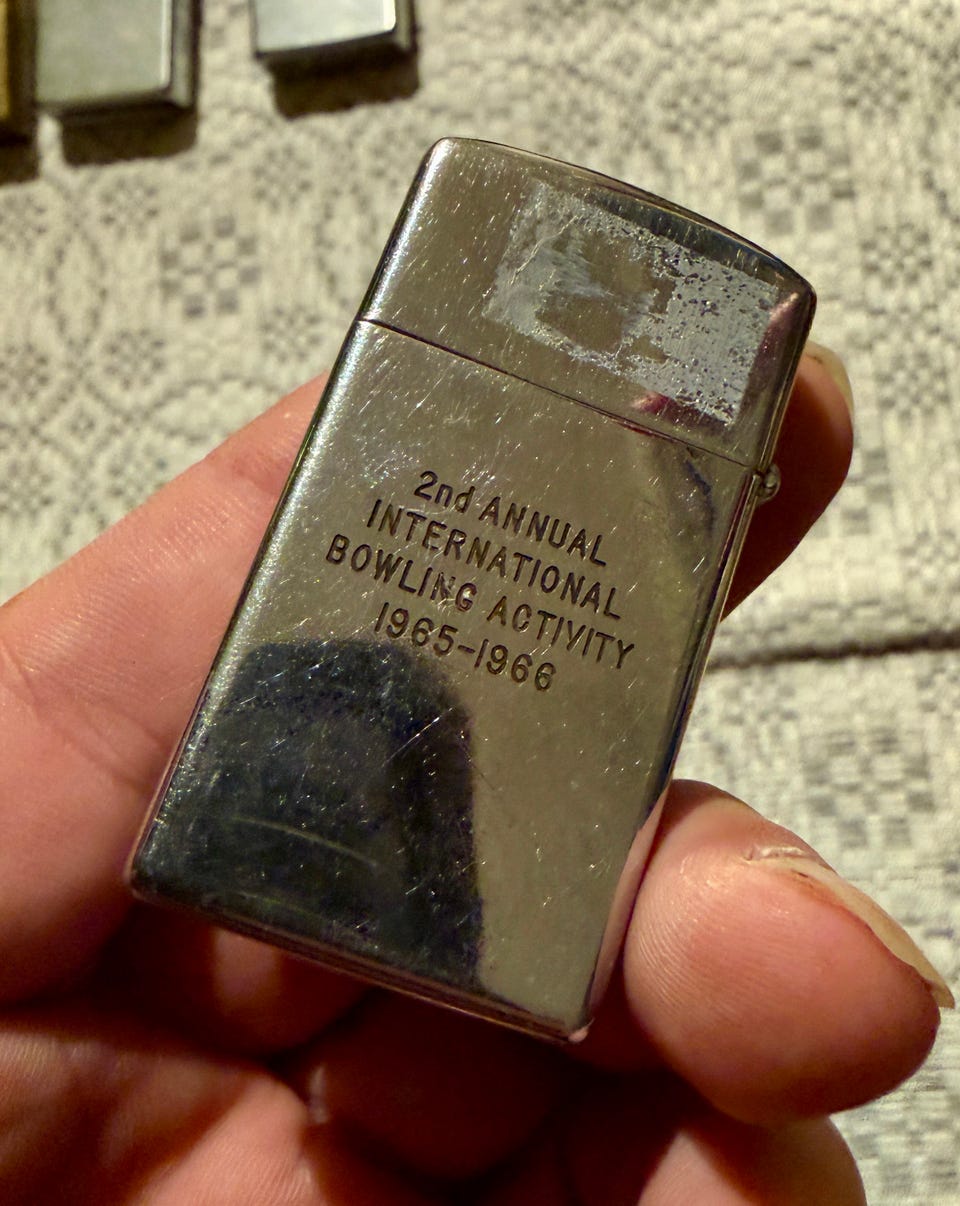 2nd ANNUAL
INTERNATIONAL
BOWLING ACTIVITY
1965-1966